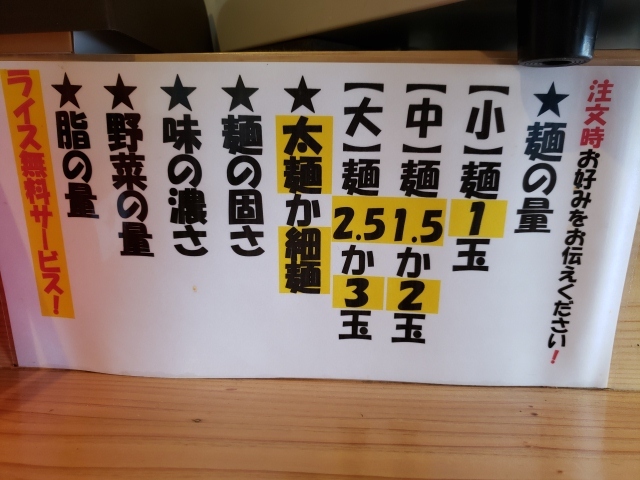 注文時お好みをお伝えください!
★麺の量
【小】麺1玉
【中】麺1.5か2玉
【大】麺2.5か3玉
★太麺か細麺
★麺の固さ
★味の濃さ
★野菜の量
★脂の量
ライス無料サービス!